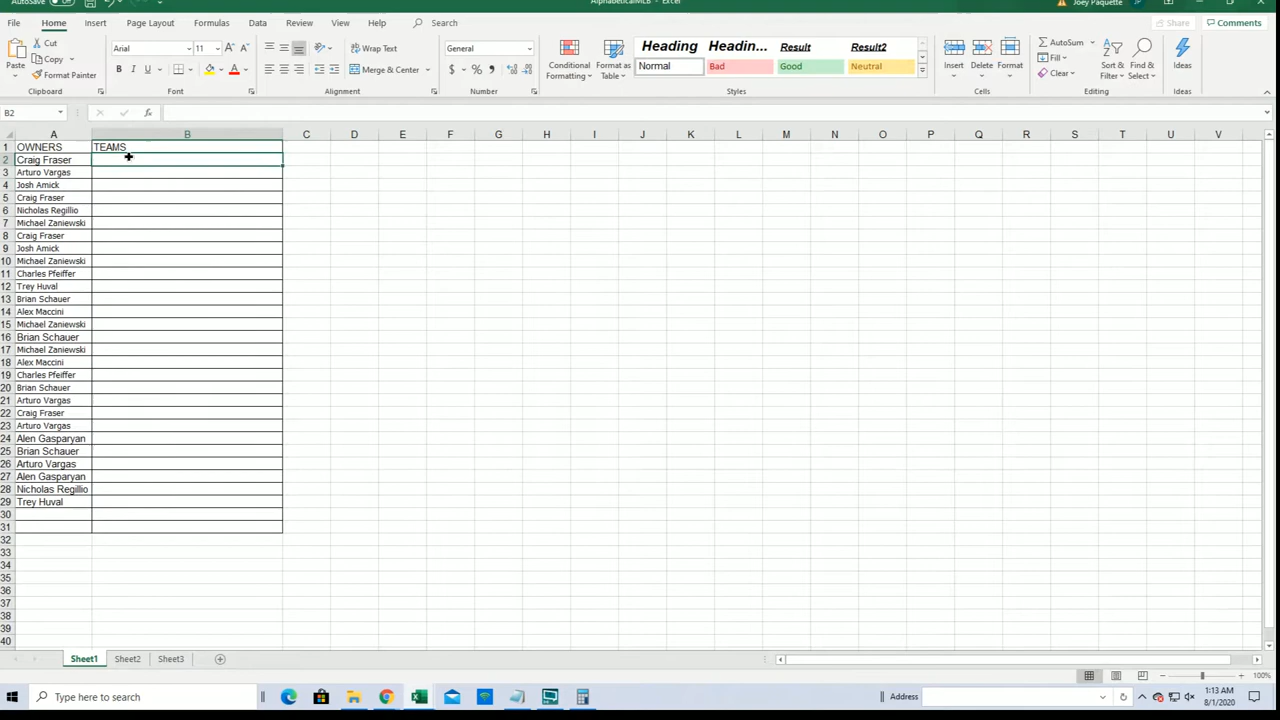 AutoSave Off AlphabeticalMLB - Excel Joey Paquette JP
File Home Insert Page Layout Formulas Data Review View Help Search Share Comments
Paste Cut Copy Format Painter Clipboard
Arial 11 A A B I U A Font
Wrap Text Merge & Center Alignment
General $ % , Number
Conditional Formatting Format as Table
Heading Headin... Result Result2
Normal Bad Good Neutral
Styles
Insert Delete Format Cells
AutoSum Fill Clear Sort & Filter Find & Select Editing
Ideas Ideas
B2 fx
A B C D E F G H I J K L M N O P Q R S T U V
1 OWNERS TEAMS
2 Craig Fraser
3 Arturo Vargas
4 Josh Amick
5 Craig Fraser
6 Nicholas Regillio
7 Michael Zaniewski
8 Craig Fraser
9 Josh Amick
10 Michael Zaniewski
11 Charles Pfeiffer
12 Trey Huval
13 Brian Schauer
14 Alex Maccini
15 Michael Zaniewski
16 Brian Schauer
17 Michael Zaniewski
18 Alex Maccini
19 Charles Pfeiffer
20 Brian Schauer
21 Arturo Vargas
22 Craig Fraser
23 Arturo Vargas
24 Alen Gasparyan
25 Brian Schauer
26 Arturo Vargas
27 Alen Gasparyan
28 Nicholas Regillio
29 Trey Huval
30
31
32
33
34
35
36
37
38
39
40
Sheet1 Sheet2 Sheet3
100%
Type here to search Address 1:13 AM
8/1/2020